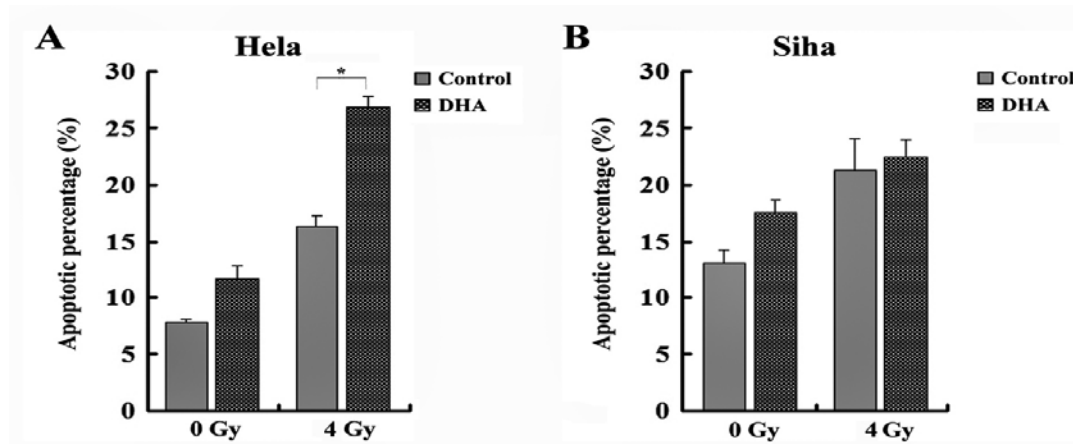 A
Hela
Apoptotic percentage (%)
30
25
20
15
10
5
0
*
Control
DHA
0 Gy
4 Gy
B
Siha
Apoptotic percentage (%)
30
25
20
15
10
5
0
Control
DHA
0 Gy
4 Gy